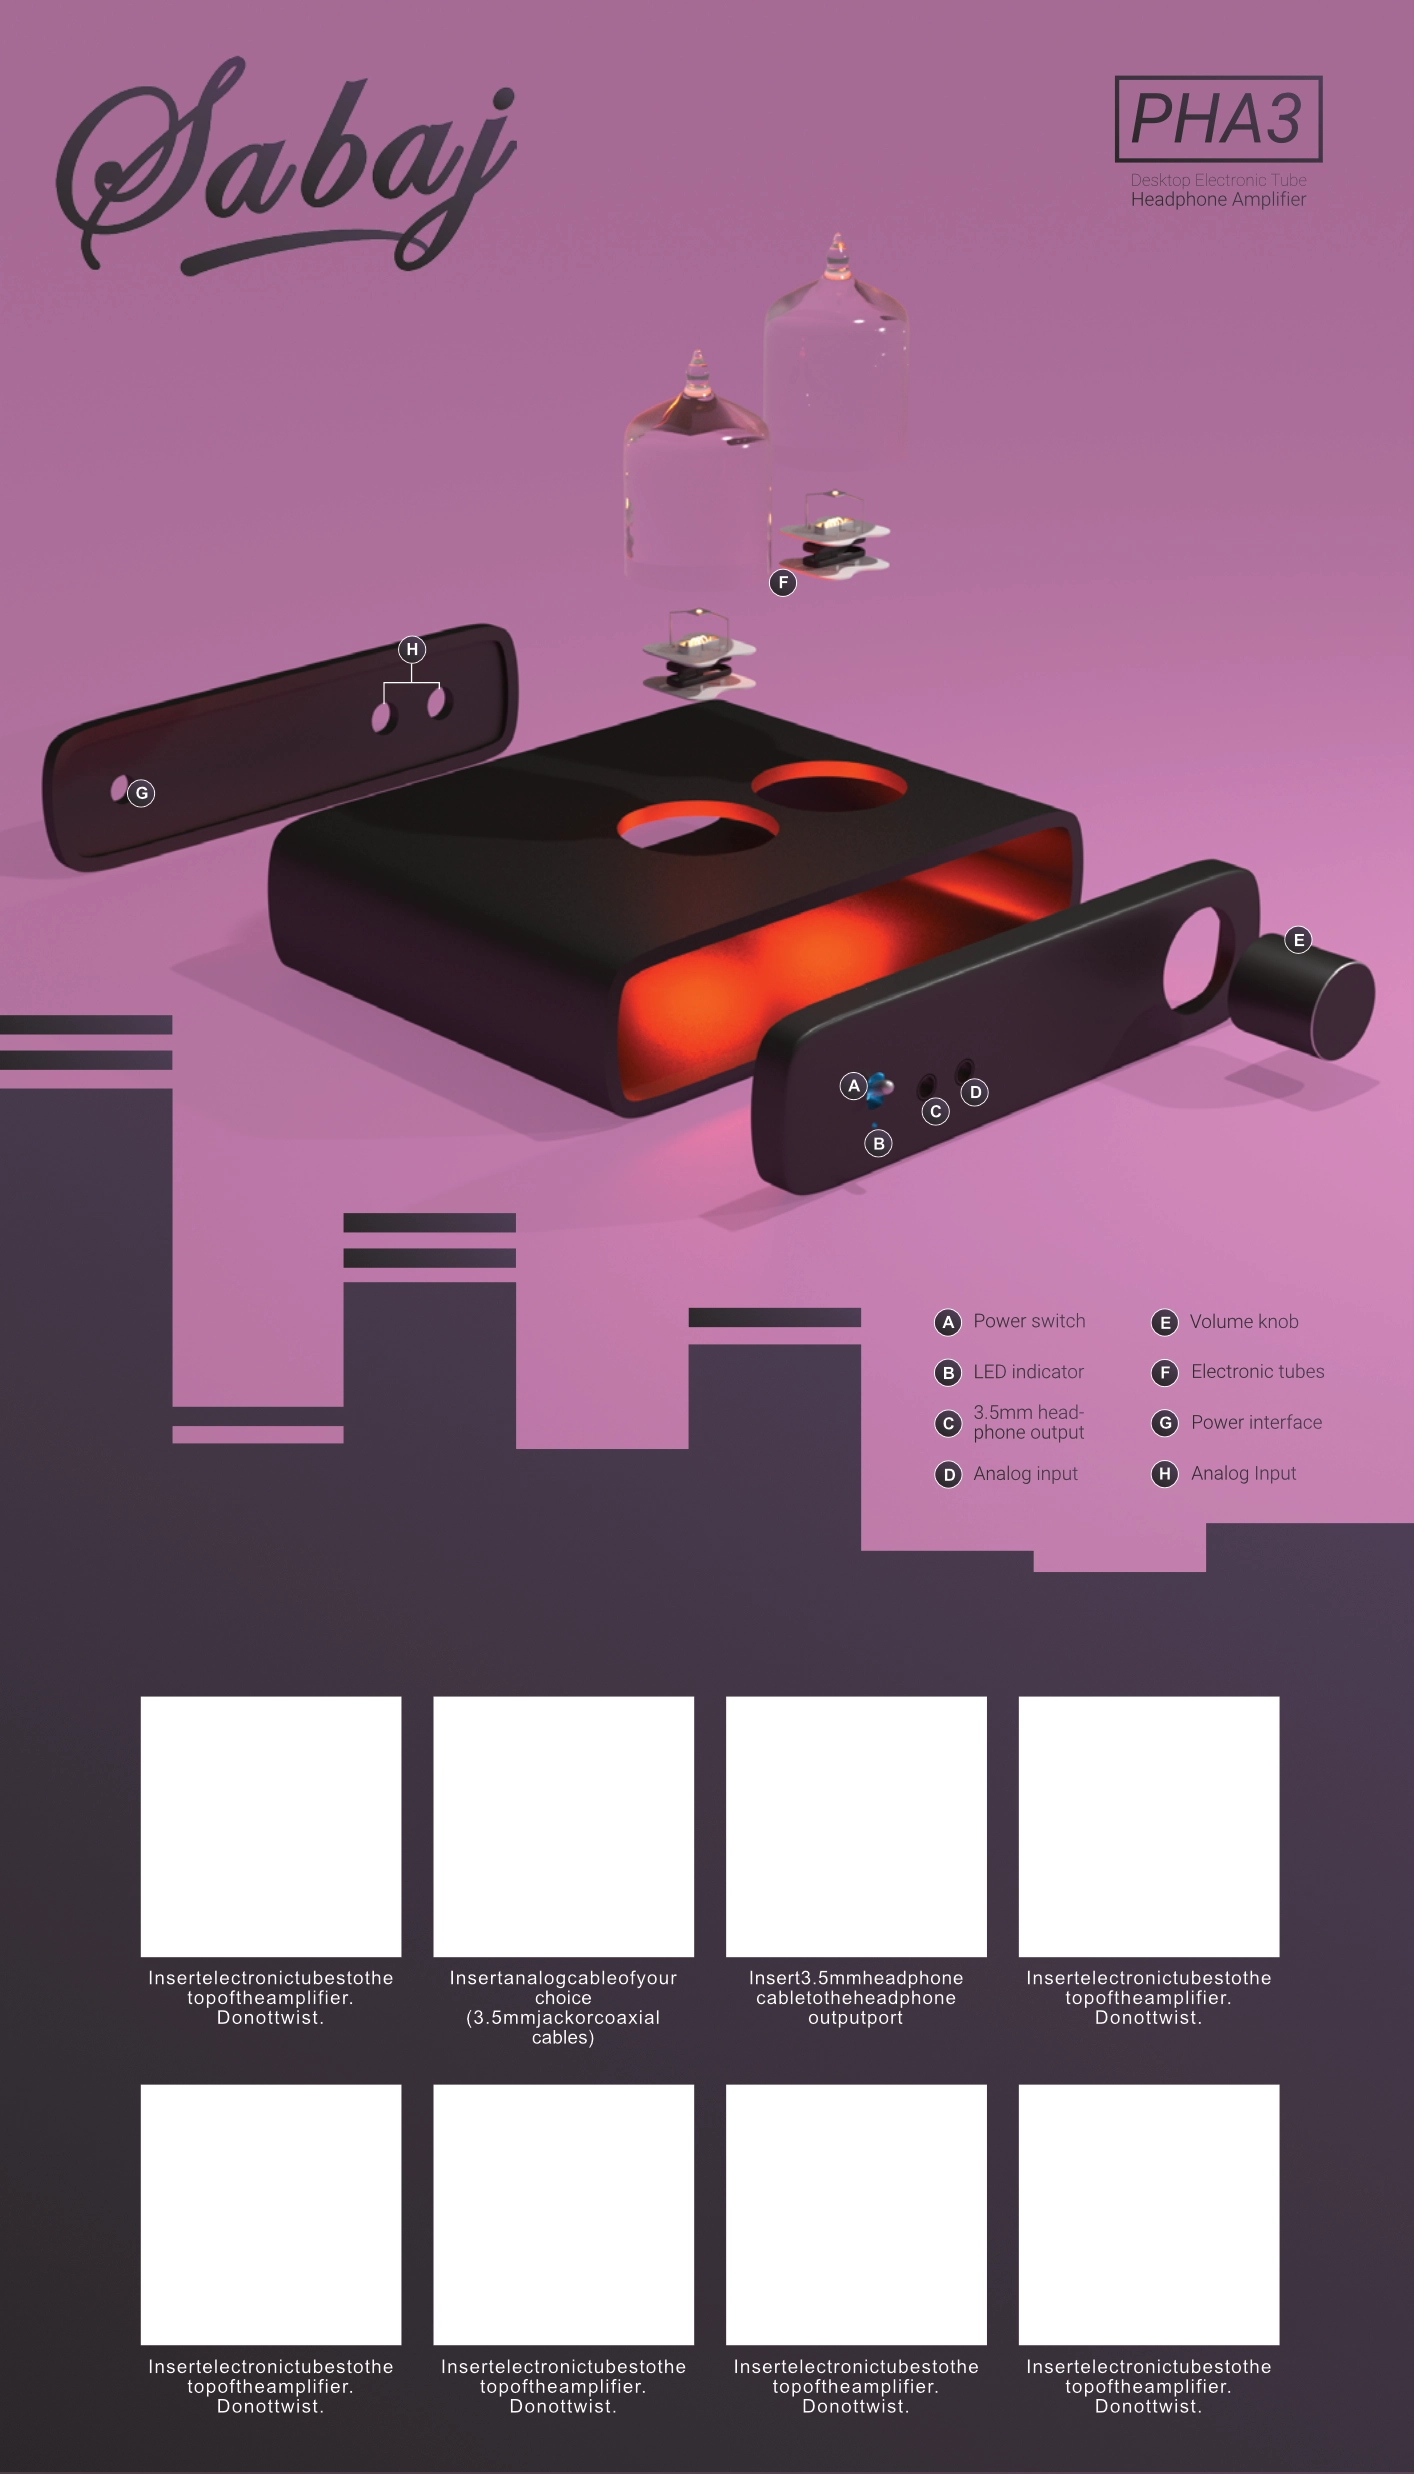 Sabaj
PHA3
Desktop Electronic Tube
Headphone Amplifier
F
H
G
E
A
D
C
B
A Power switch
B LED indicator
C 3.5mm head-
phone output
D Analog input
E Volume knob
F Electronic tubes
G Power interface
H Analog Input
Insertelectronictubestothe
topoftheamplifier.
Donottwist.
Insertanalogcableofyour
choice
(3.5mmjackorcoaxial
cables)
Insert3.5mmheadphone
cabletotheheadphone
outputport
Insertelectronictubestothe
topoftheamplifier.
Donottwist.
Insertelectronictubestothe
topoftheamplifier.
Donottwist.
Insertelectronictubestothe
topoftheamplifier.
Donottwist.
Insertelectronictubestothe
topoftheamplifier.
Donottwist.
Insertelectronictubestothe
topoftheamplifier.
Donottwist.